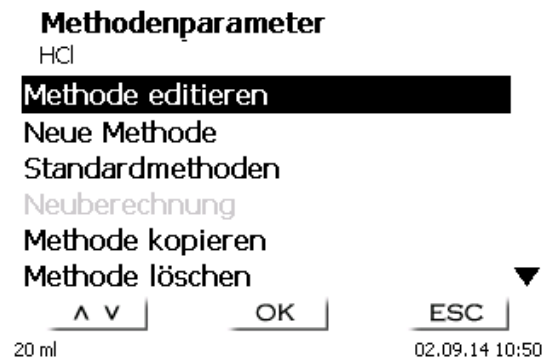 Methodenparameter
HCl
Methode editieren
Neue Methode
Standardmethoden
Neuberechnung
Methode kopieren
Methode löschen
OK ESC
20 ml 02.09.14 10:50